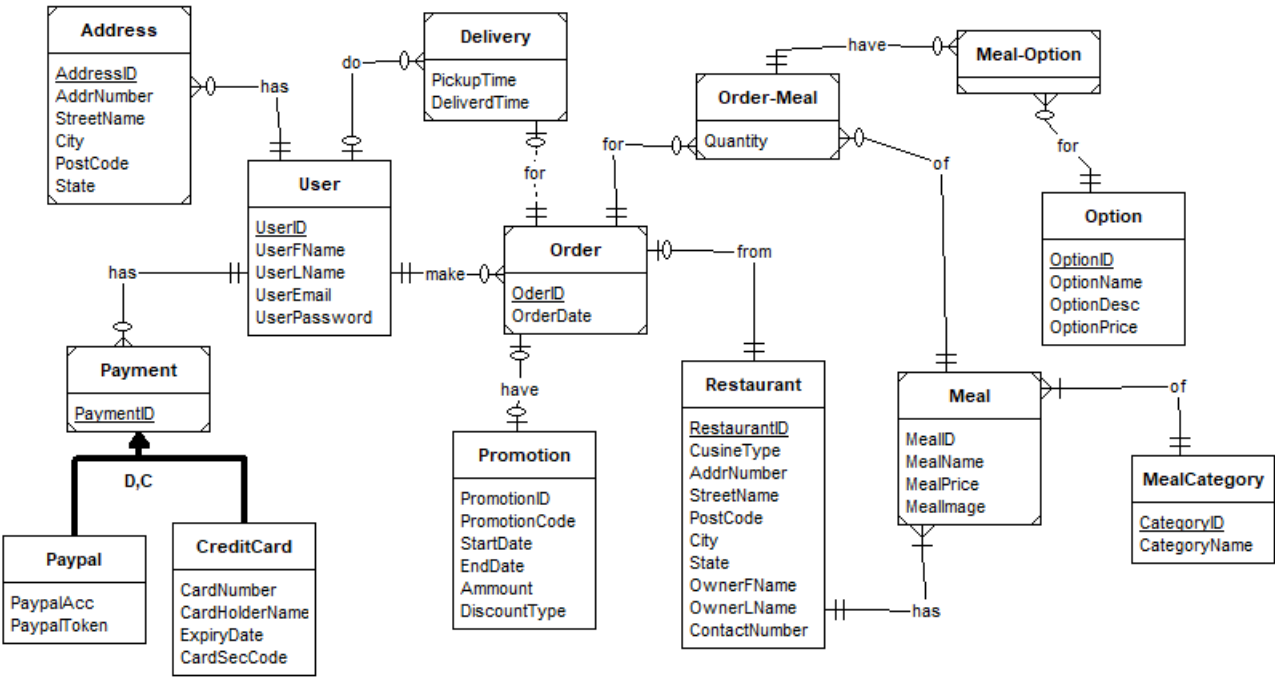 Address
AddressID
AddrNumber
StreetName
City
PostCode
State
has
do
Delivery
PickupTime
DeliverdTime
for
User
UserID
UserFName
UserLName
UserEmail
UserPassword
has
make
Payment
PaymentID
D,C
Paypal
PaypalAcc
PaypalToken
CreditCard
CardNumber
CardHolderName
ExpiryDate
CardSecCode
Order
OderID
OrderDate
have
Promotion
PromotionID
PromotionCode
StartDate
EndDate
Ammount
DiscountType
for
Order-Meal
Quantity
have
Meal-Option
for
Option
OptionID
OptionName
OptionDesc
OptionPrice
of
from
Restaurant
RestaurantID
CusineType
AddrNumber
StreetName
PostCode
City
State
OwnerFName
OwnerLName
ContactNumber
has
Meal
MealID
MealName
MealPrice
MealImage
of
MealCategory
CategoryID
CategoryName